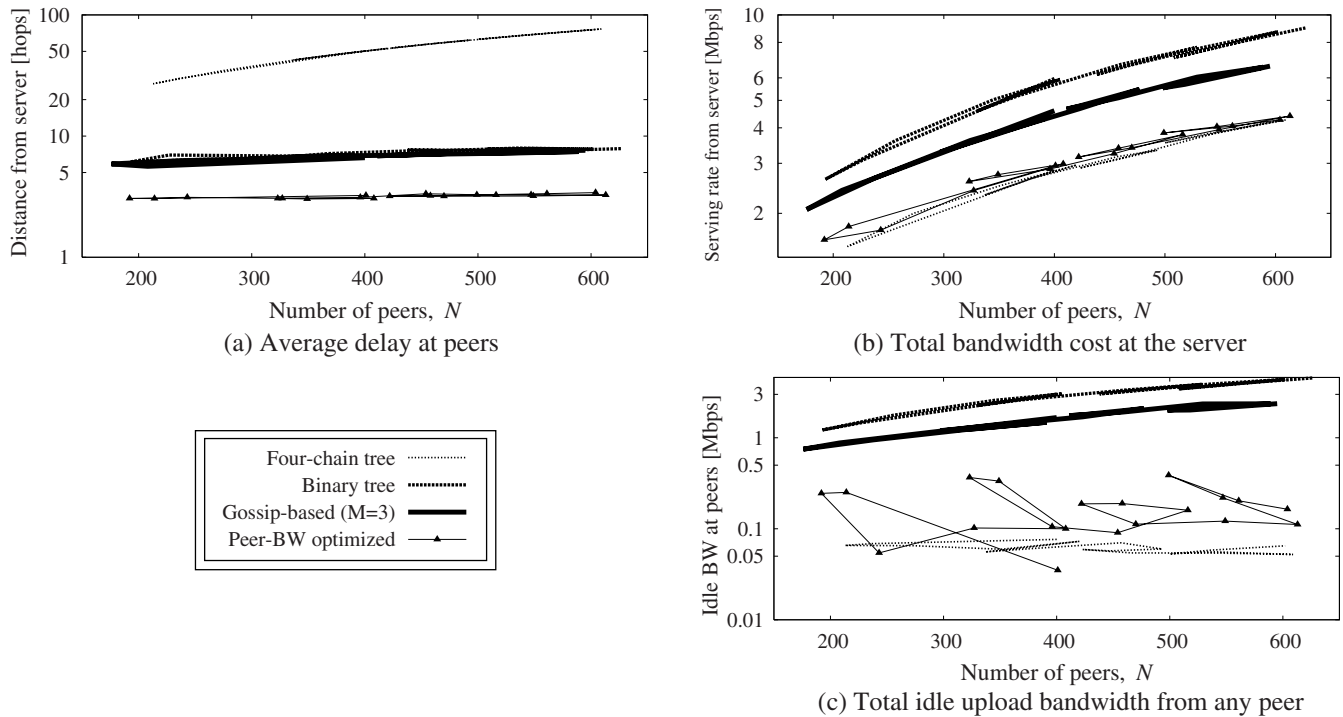 Distance from server [hops]
100
50
20
10
5
1
200
300
400
500
600
Number of peers, N
(a) Average delay at peers
Serving rate from server [Mbps]
10
8
6
5
4
3
2
200
300
400
500
600
Number of peers, N
(b) Total bandwidth cost at the server
Four-chain tree
Binary tree
Gossip-based (M=3)
Peer-BW optimized
Idle BW at peers [Mbps]
3
1
0.5
0.1
0.05
0.01
200
300
400
500
600
Number of peers, N
(c) Total idle upload bandwidth from any peer